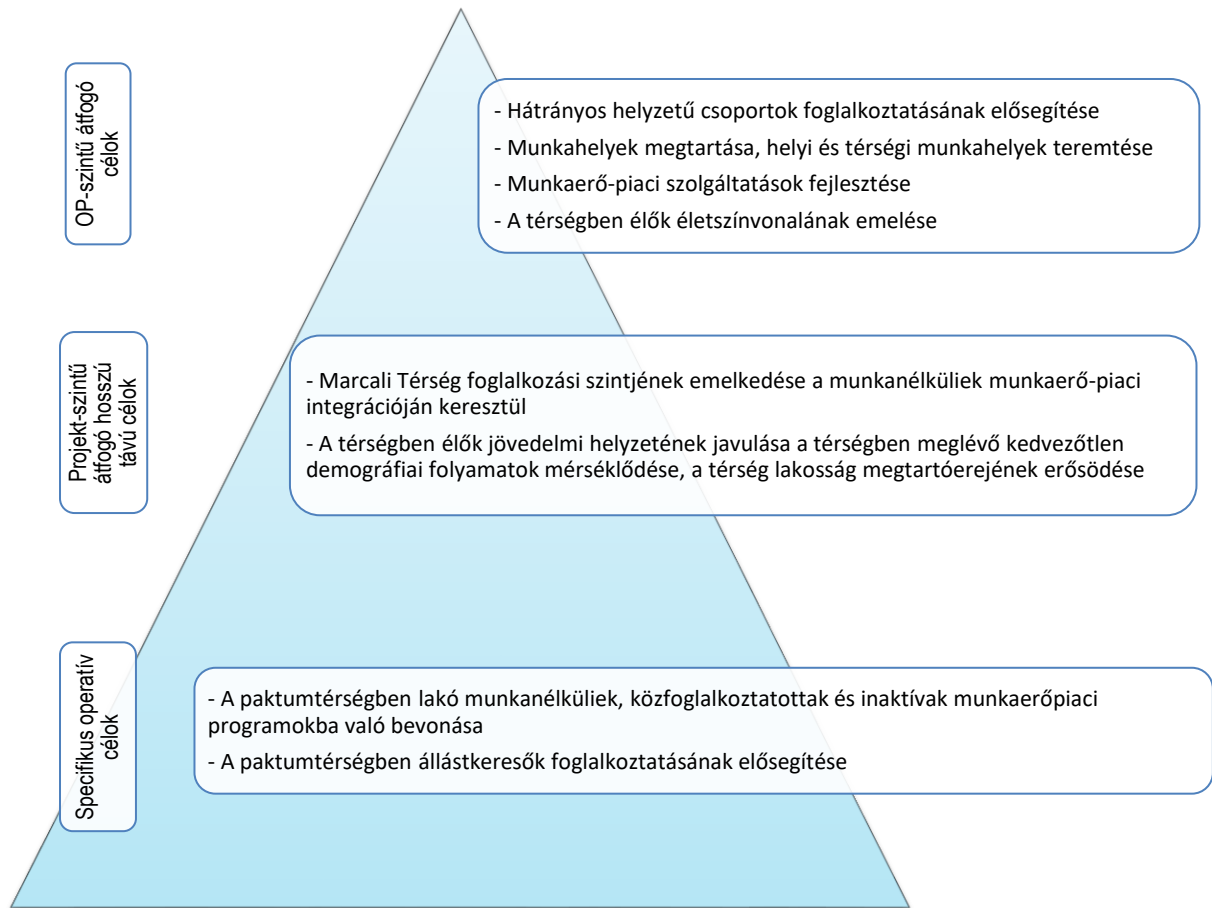 OP-szintű átfogó
célok
- Hátrányos helyzetű csoportok foglalkoztatásának elősegítése
- Munkahelyek megtartása, helyi és térségi munkahelyek teremtése
- Munkaerő-piaci szolgáltatások fejlesztése
- A térségben élők életszínvonalának emelése
Projekt-szintű
átfogó hosszú
távú célok
- Marcali Térség foglalkozási szintjének emelkedése a munkanélküliek munkaerő-piaci
integrációján keresztül
- A térségben élők jövedelmi helyzetének javulása a térségben meglévő kedvezőtlen
demográfiai folyamatok mérséklődése, a térség lakosság megtartóerejének erősödése
Specifikus operatív
célok
- A paktumtérségben lakó munkanélküliek, közfoglalkoztatottak és inaktívak munkaerőpiaci
programokba való bevonása
- A paktumtérségben állástkeresők foglalkoztatásának elősegítése